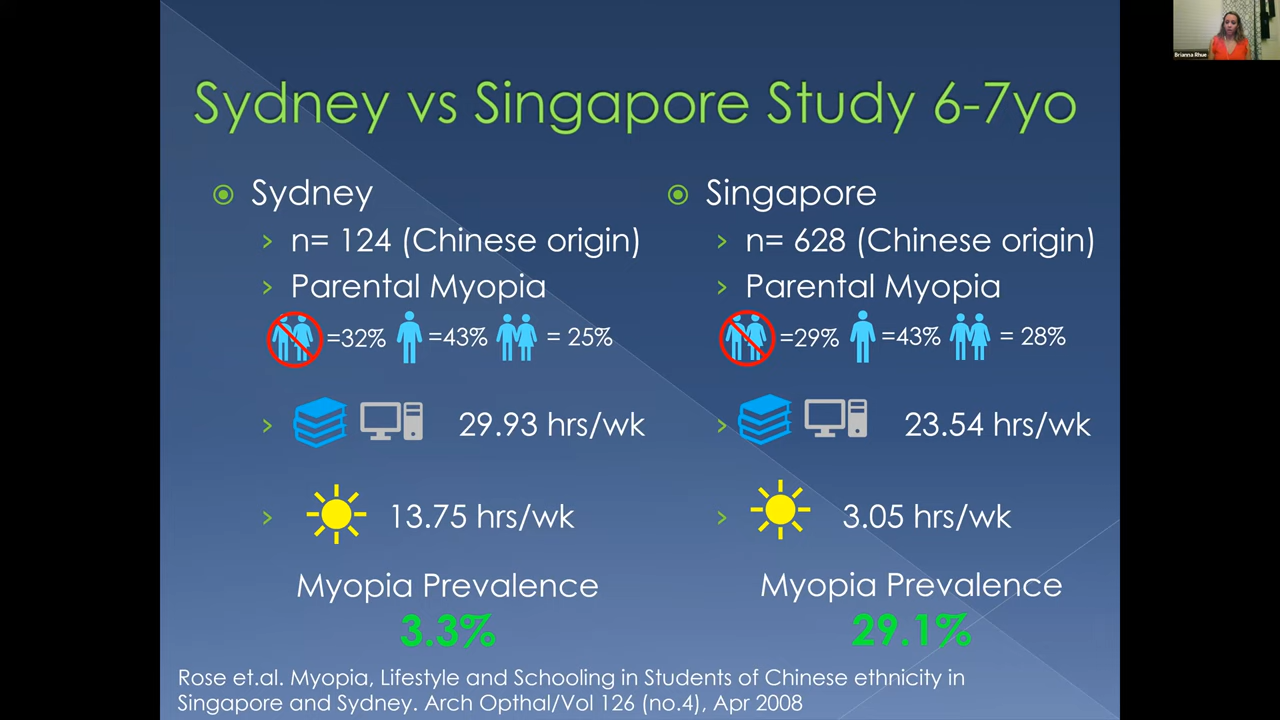 Brianna Rhue
Sydney vs Singapore Study 6-7yo
Sydney
n= 124 (Chinese origin)
Parental Myopia
=32% =43% = 25%
29.93 hrs/wk
13.75 hrs/wk
Myopia Prevalence
3.3%
Singapore
n= 628 (Chinese origin)
Parental Myopia
=29% =43% = 28%
23.54 hrs/wk
3.05 hrs/wk
Myopia Prevalence
29.1%
Rose et.al. Myopia, Lifestyle and Schooling in Students of Chinese ethnicity in
Singapore and Sydney. Arch Opthal/Vol 126 (no.4), Apr 2008